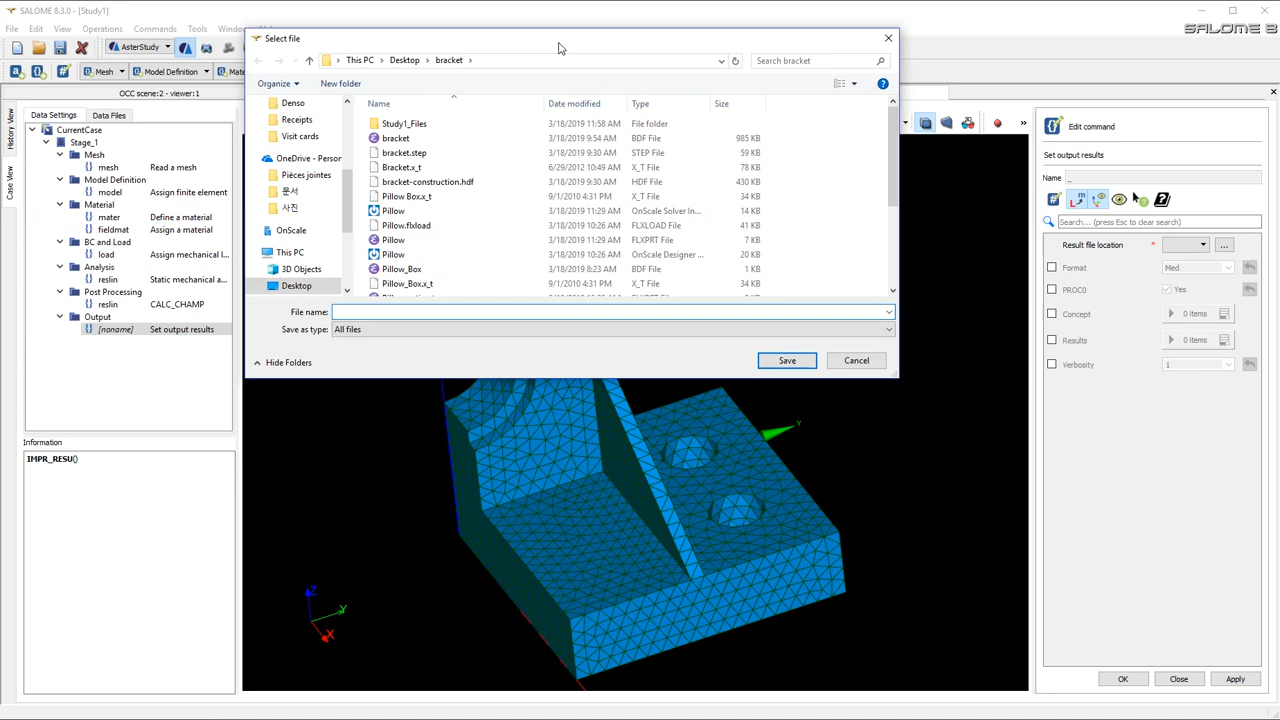 SALOME 8.3.0 - [Study1]
File Edit View Operations Commands Tools
SALOME 8
AsterStudy
Mesh Model Definition
OCC scene:2 - viewer:1
Data Settings Data Files
History View
Case View
CurrentCase
Stage_1
Mesh
mesh Read a mesh
Model Definition
model Assign finite element
Material
mater Define a material
fieldmat Assign a material
BC and Load
load Assign mechanical l
Analysis
reslin Static mechanical a
Post Processing
reslin CALC_CHAMP
Output
[noname] Set output results
Information
IMPR_RESU()
Select file
This PC Desktop bracket
Search bracket
Organize New folder
Denso
Receipts
Visit cards
OneDrive - Person
Pièces jointes
문서
사진
OnScale
This PC
3D Objects
Desktop
Name Date modified Type Size
Study1_Files 3/18/2019 11:58 AM File folder
bracket 3/18/2019 9:54 AM BDF File 985 KB
bracket.step 3/18/2019 9:30 AM STEP File 59 KB
Bracket.x_t 6/29/2012 10:49 AM X_T File 78 KB
bracket-construction.hdf 3/18/2019 9:30 AM HDF File 430 KB
Pillow Box.x_t 9/1/2010 4:31 PM X_T File 34 KB
Pillow 3/18/2019 11:29 AM OnScale Solver In... 14 KB
Pillow.flxload 3/18/2019 10:26 AM FLXLOAD File 41 KB
Pillow 3/18/2019 11:29 AM FLXPRT File 7 KB
Pillow 3/18/2019 10:26 AM OnScale Designer ... 20 KB
Pillow_Box 3/18/2019 8:23 AM BDF File 1 KB
Pillow_Box.x_t 9/1/2010 4:31 PM X_T File 34 KB
File name:
Save as type: All files
Hide Folders
Save Cancel
Edit command
Set output results
Name _
Search... (press Esc to clear search)
Result file location * ...
Format Med
PROC0 Yes
Concept 0 items
Results 0 items
Verbosity 1
OK Close Apply
Y
Z
Y
X